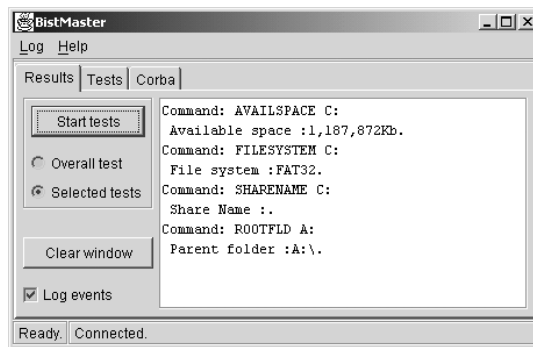 BistMaster
Log Help
Results Tests Corba
Start tests
Overall test
Selected tests
Clear window
Log events
Command: AVAILSPACE C:
Available space :1,187,872Kb.
Command: FILESYSTEM C:
File system :FAT32.
Command: SHARENAME C:
Share Name :.
Command: ROOTFLD A:
Parent folder :A:\.
Ready. Connected.